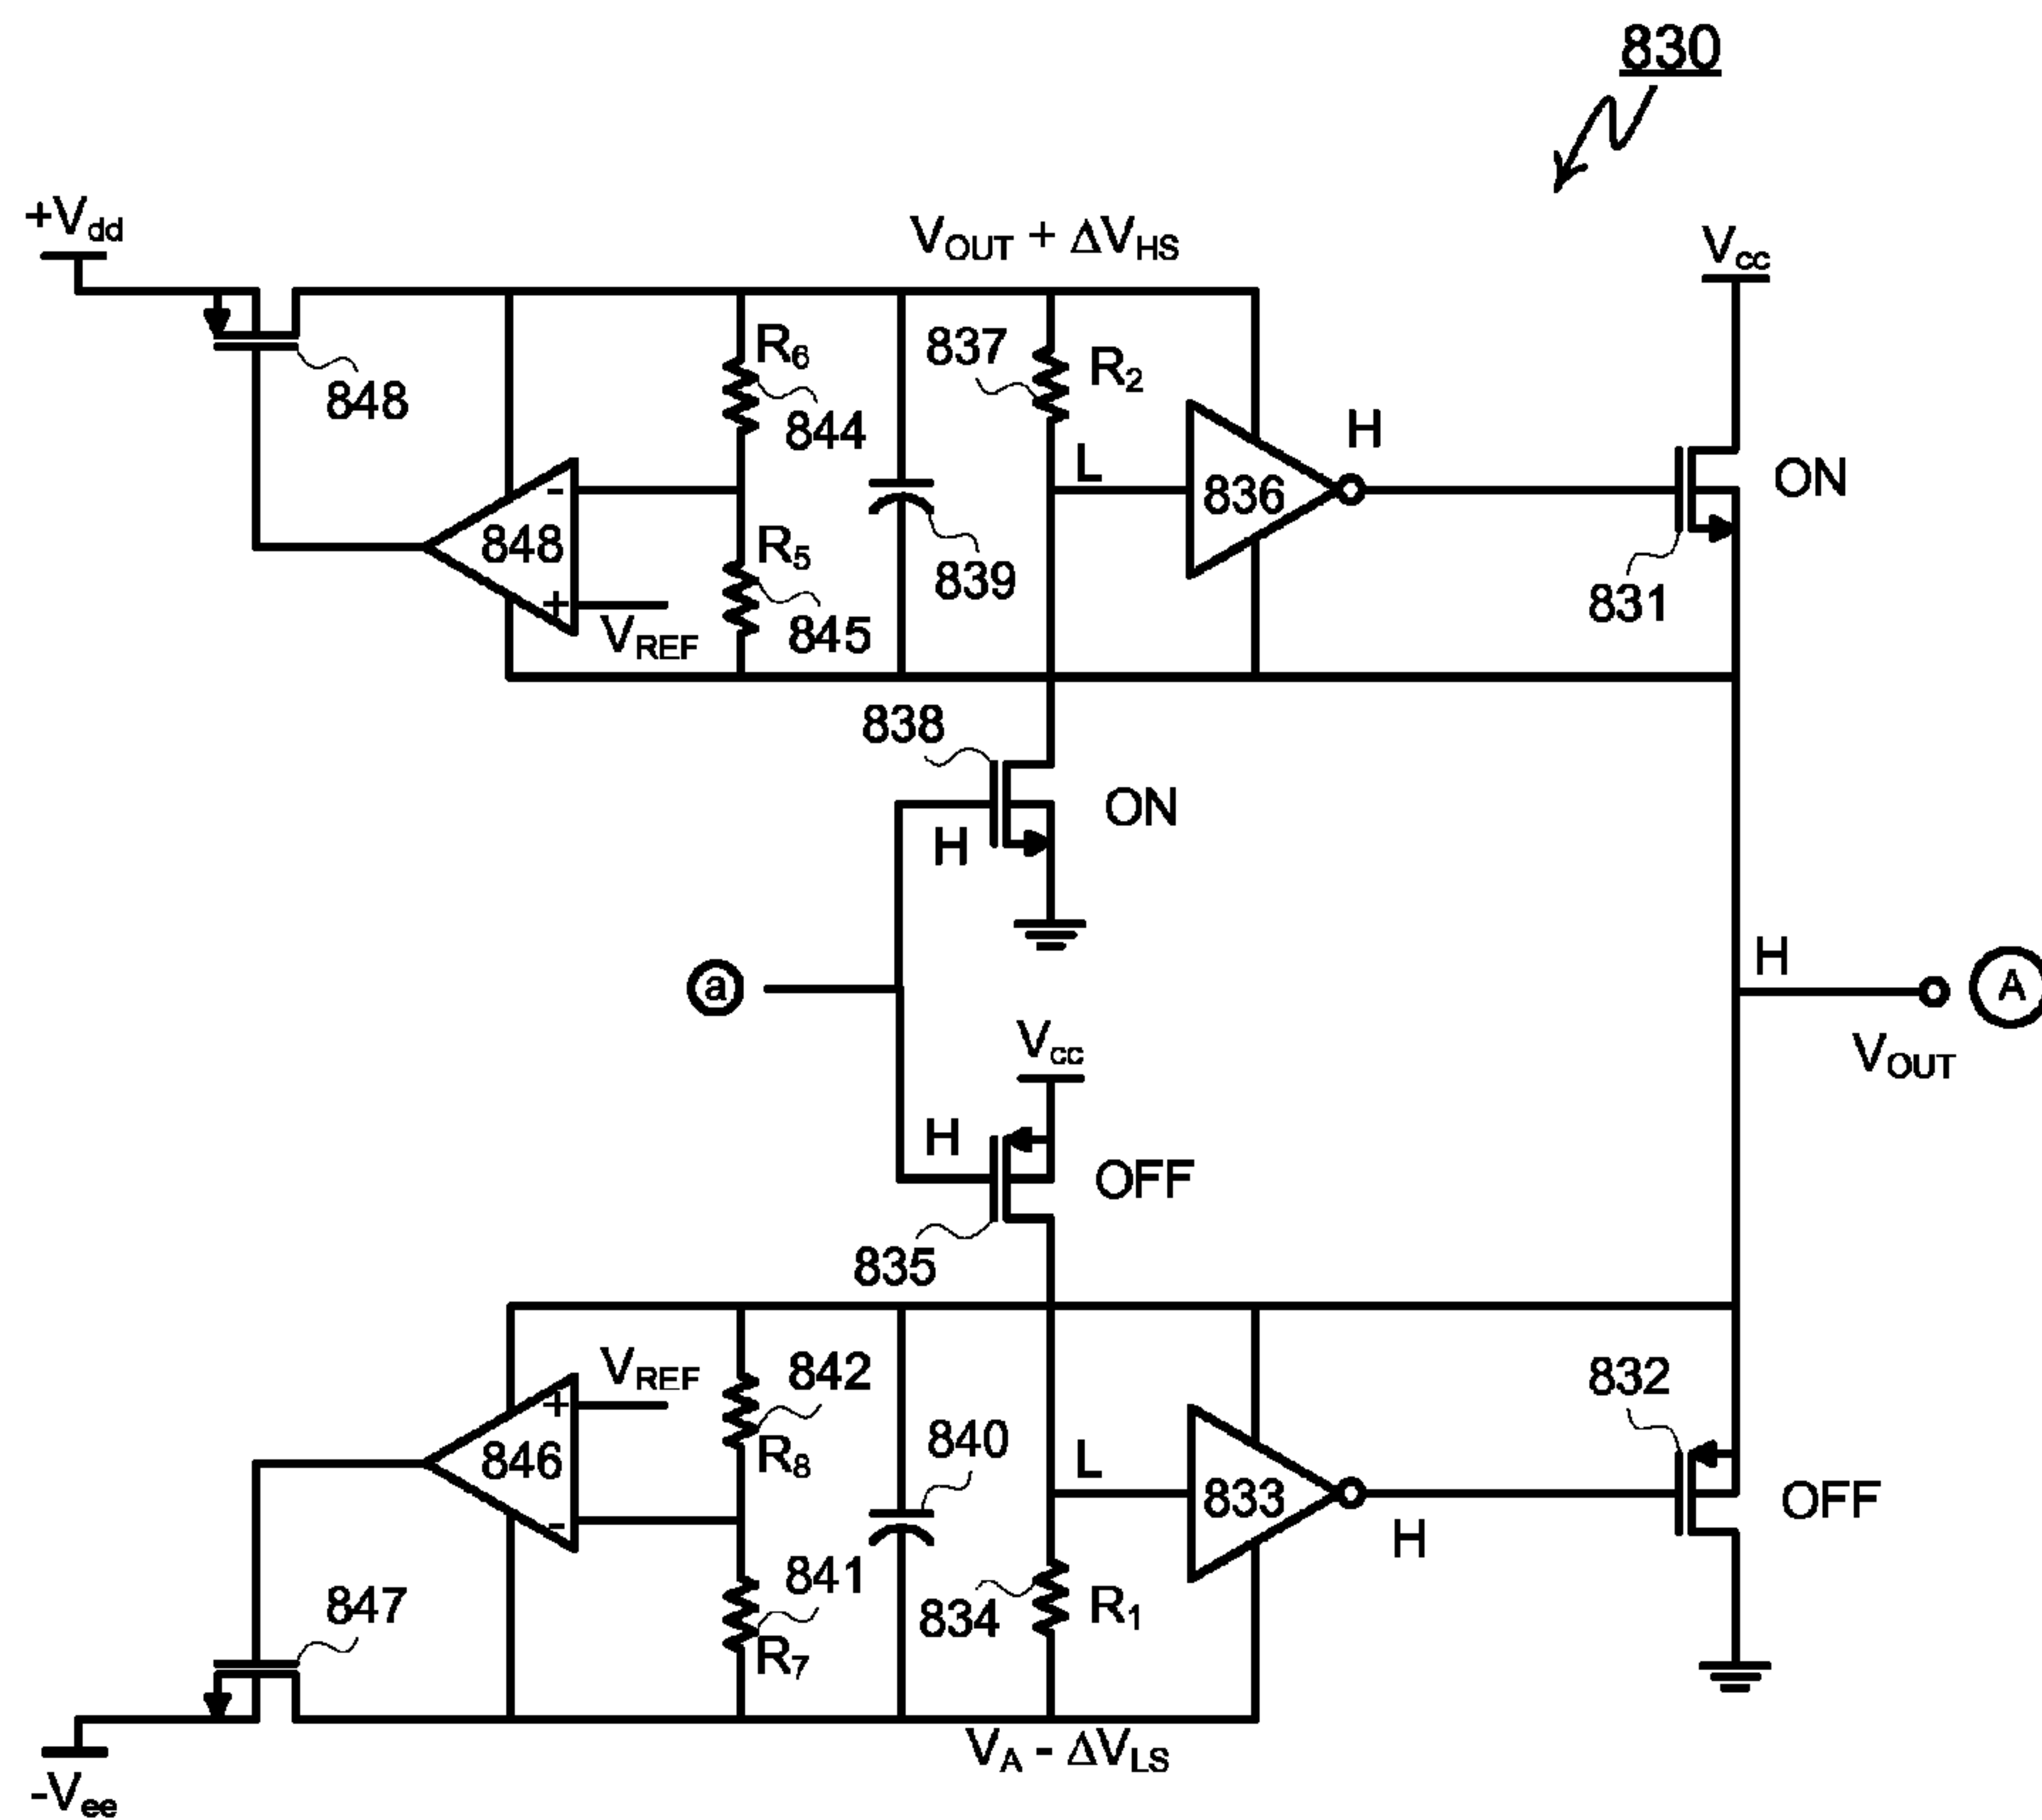 830
+Vdd
VOUT + ΔVHS
Vcc
R6
837
R2
848
844
H
L
ON
-
836
848
R5
839
831
+
VREF
845
838
ON
H
a
H
A
Vcc
VOUT
H
OFF
835
VREF
842
832
+
840
846
R8
L
833
OFF
-
H
847
841
834
R1
R7
VA - ΔVLS
-Vee